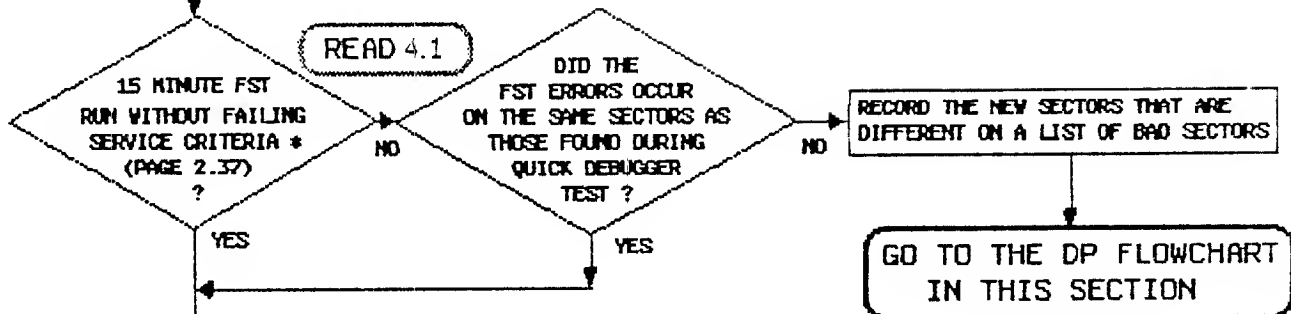 READ 4.1
15 MINUTE FST
RUN WITHOUT FAILING
SERVICE CRITERIA *
(PAGE 2.37)
?
NO
YES
DID THE
FST ERRORS OCCUR
ON THE SAME SECTORS AS
THOSE FOUND DURING
QUICK DEBUGGER
TEST ?
NO
YES
RECORD THE NEW SECTORS THAT ARE
DIFFERENT ON A LIST OF BAD SECTORS
GO TO THE DP FLOWCHART
IN THIS SECTION